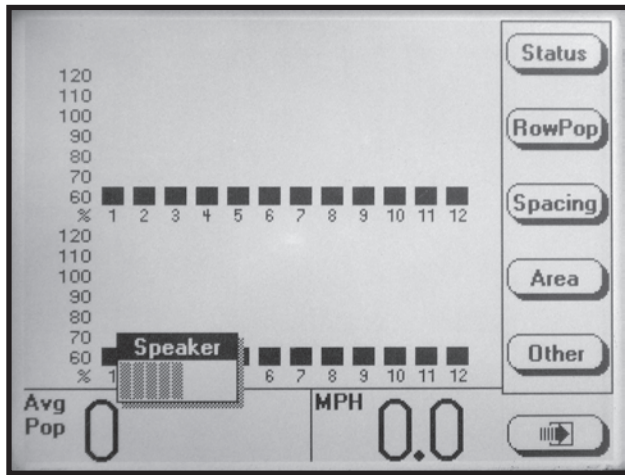 Status
120
110
100
90
80
70
60
% 1 2 3 4 5 6 7 8 9 10 11 12
RowPop
Spacing
120
110
100
90
80
70
60
% 1 6 7 8 9 10 11 12
Speaker
Area
Other
Avg
Pop 0
MPH 0.0